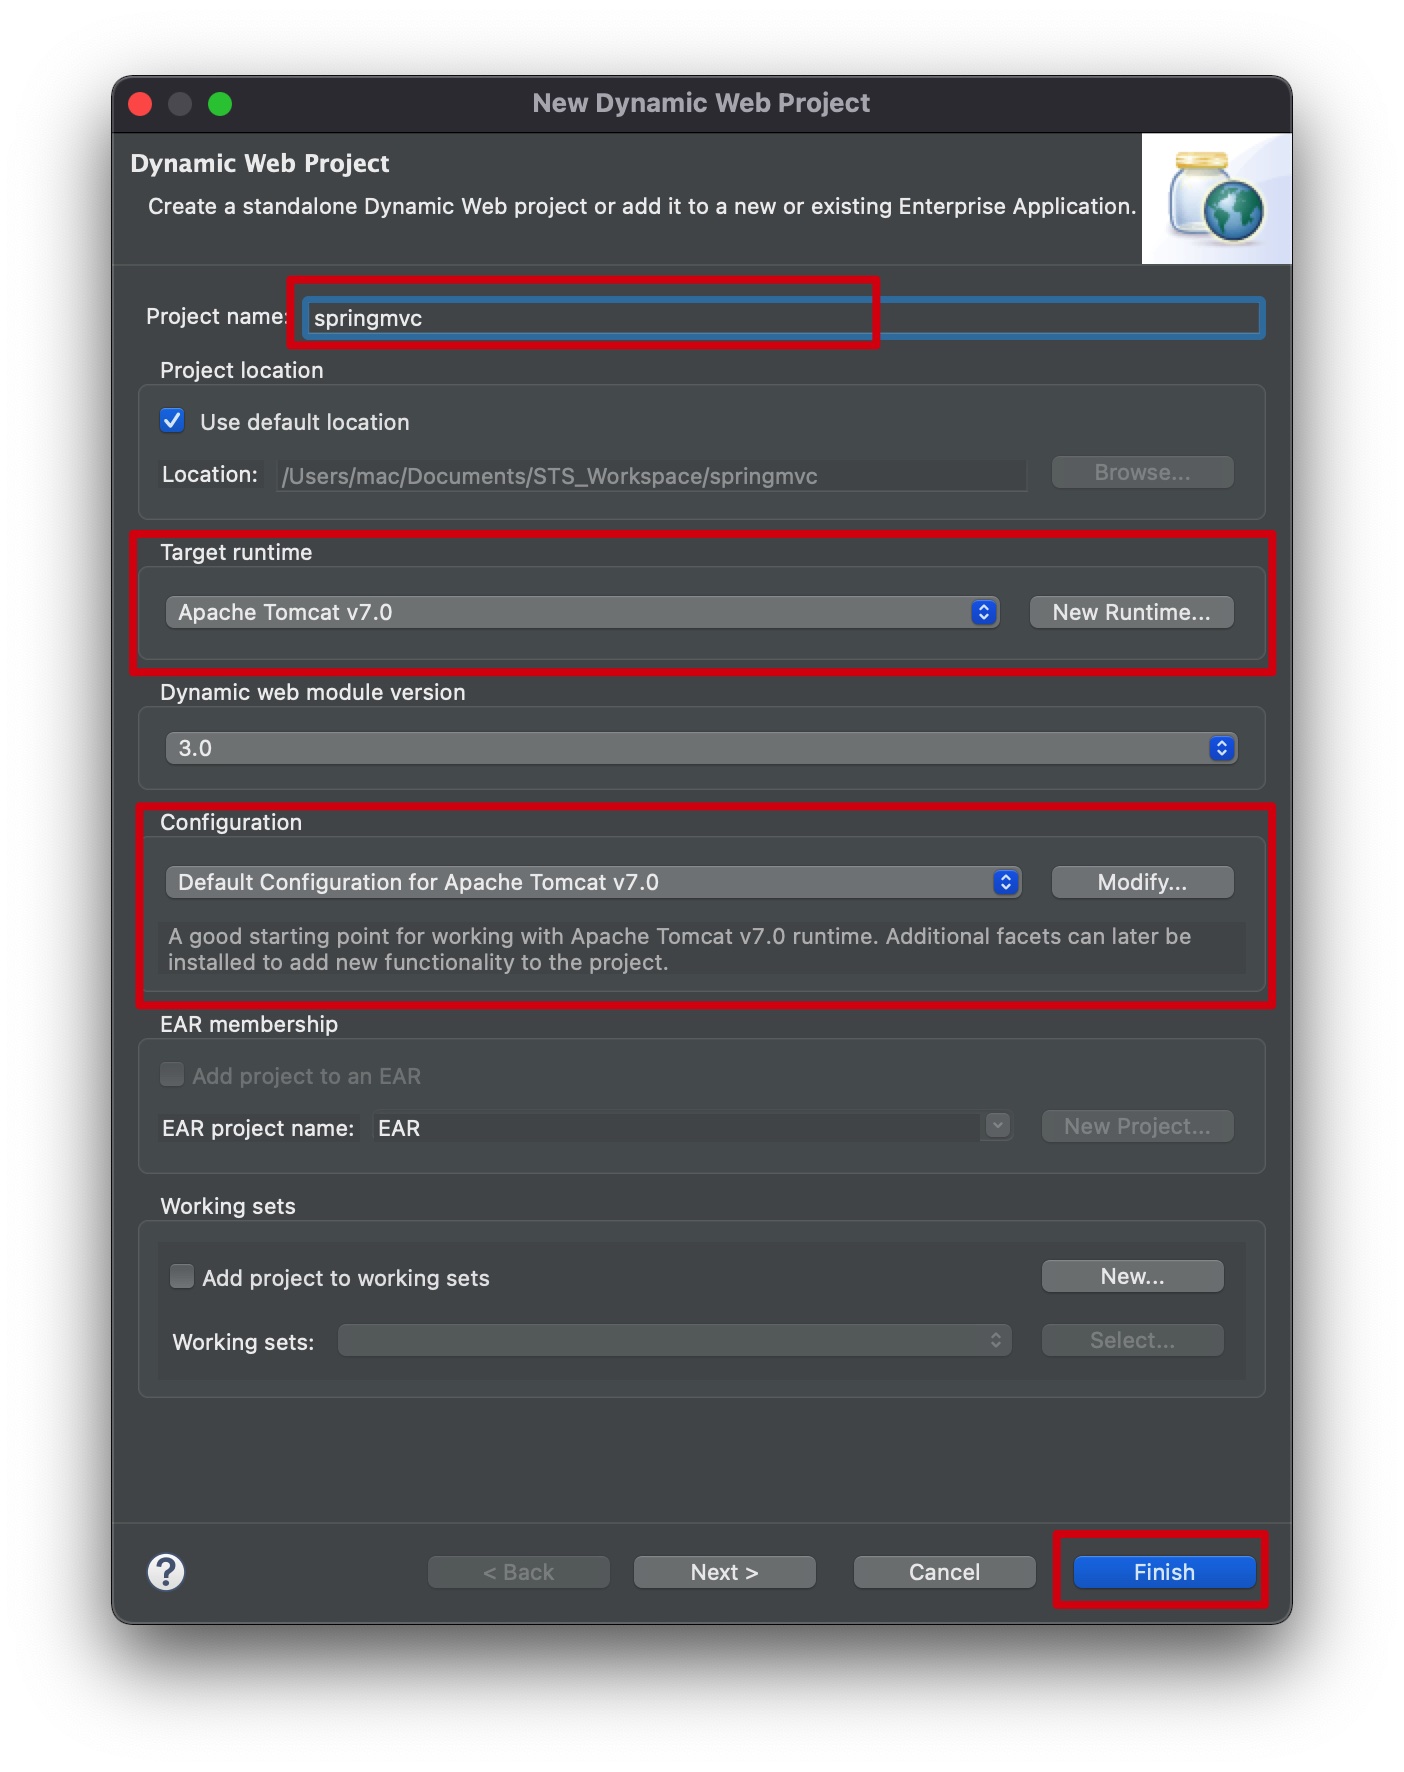 New Dynamic Web Project
Dynamic Web Project
Create a standalone Dynamic Web project or add it to a new or existing Enterprise Application.
Project name: springmvc
Project location
Use default location
Location: /Users/mac/Documents/STS_Workspace/springmvc Browse...
Target runtime
Apache Tomcat v7.0 New Runtime...
Dynamic web module version
3.0
Configuration
Default Configuration for Apache Tomcat v7.0 Modify...
A good starting point for working with Apache Tomcat v7.0 runtime. Additional facets can later be
installed to add new functionality to the project.
EAR membership
Add project to an EAR
EAR project name: EAR New Project...
Working sets
Add project to working sets New...
Working sets: Select...
? < Back Next > Cancel Finish